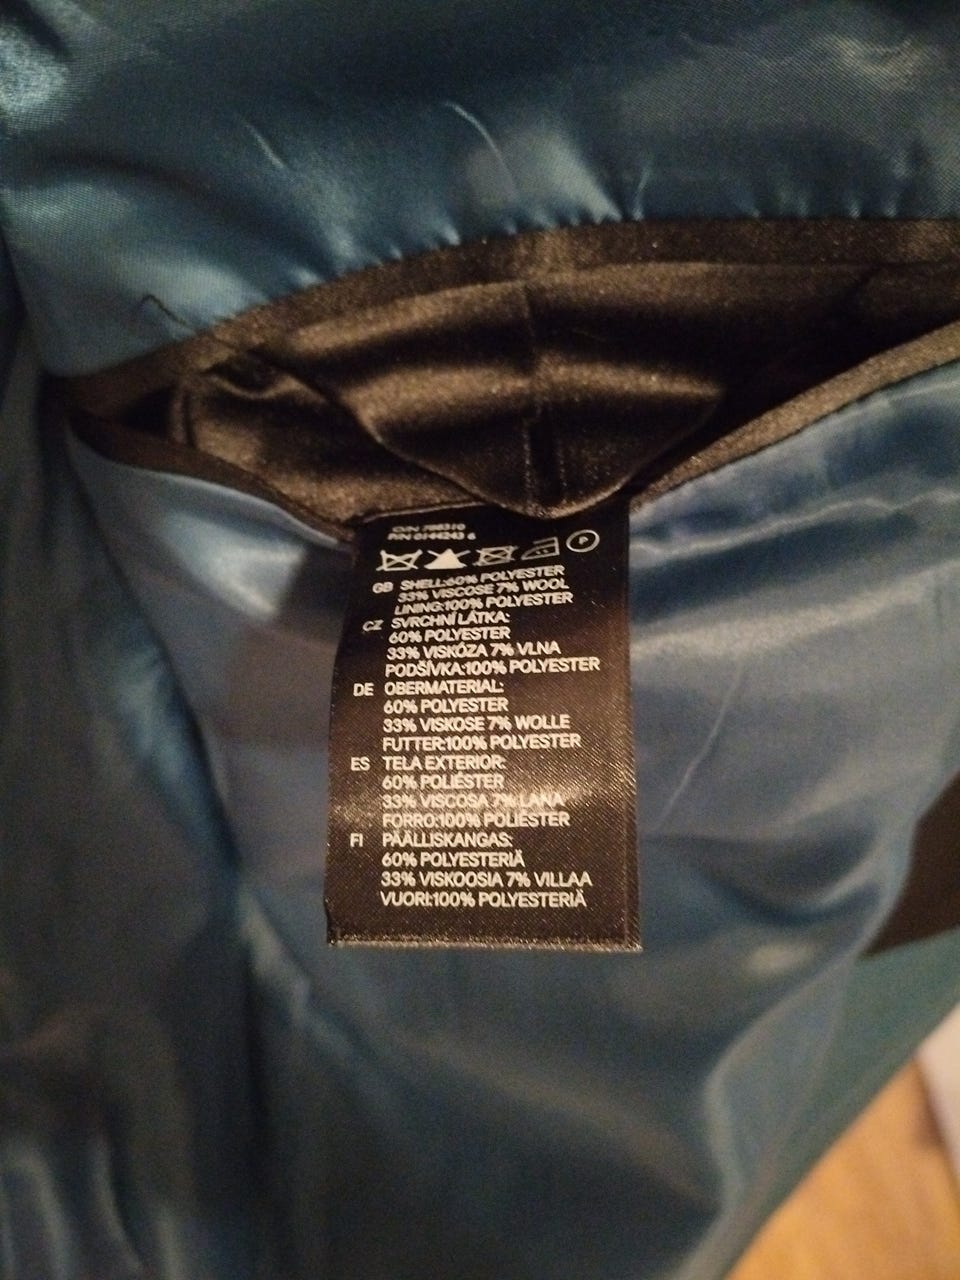 GB SHELL:60% POLYESTER
33% VISCOSE 7% WOOL
LINING:100% POLYESTER
CZ SVRCHNÍ LÁTKA:
60% POLYESTER
33% VISKÓZA 7% VLNA
PODŠÍVKA:100% POLYESTER
DE OBERMATERIAL:
60% POLYESTER
33% VISKOSE 7% WOLLE
FUTTER:100% POLYESTER
ES TELA EXTERIOR:
60% POLIÉSTER
33% VISCOSA 7% LANA
FORRO:100% POLIÉSTER
FI PÄÄLLISKANGAS:
60% POLYESTERIÄ
33% VISKOOSIA 7% VILLAA
VUORI:100% POLYESTERIÄ